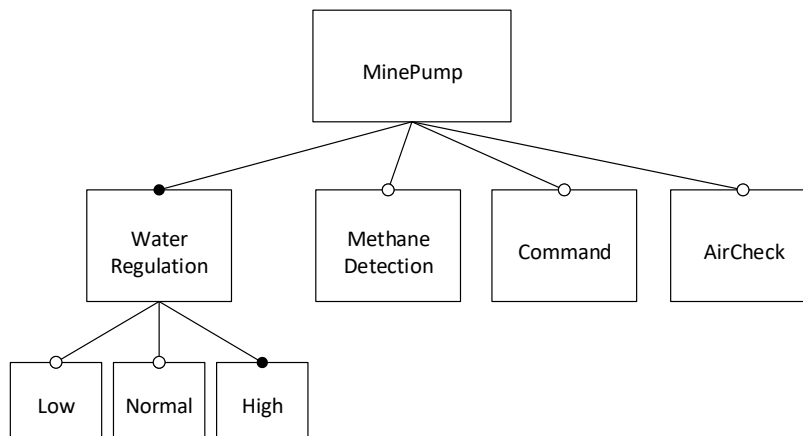 MinePump
Water
Regulation
Methane
Detection
Command
AirCheck
Low
Normal
High